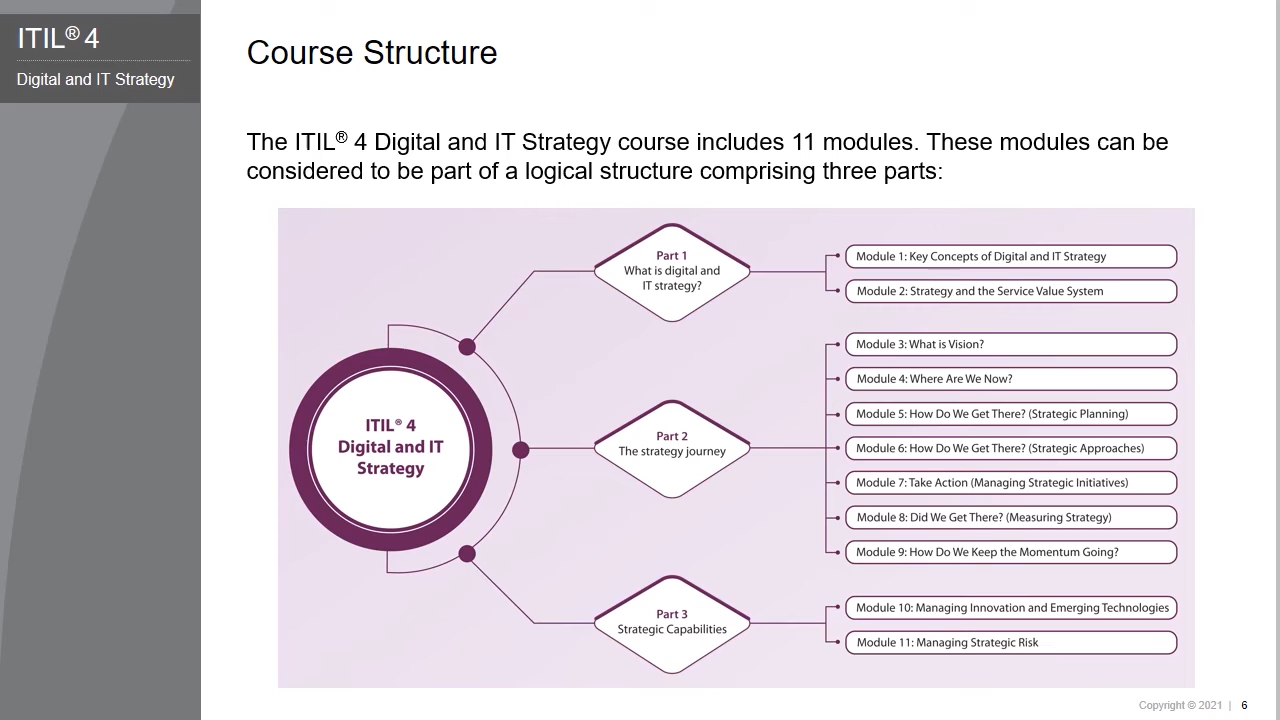 ITIL® 4
Digital and IT Strategy
Course Structure
The ITIL® 4 Digital and IT Strategy course includes 11 modules. These modules can be
considered to be part of a logical structure comprising three parts:
ITIL® 4
Digital and IT
Strategy
Part 1
What is digital and
IT strategy?
Module 1: Key Concepts of Digital and IT Strategy
Module 2: Strategy and the Service Value System
Part 2
The strategy journey
Module 3: What is Vision?
Module 4: Where Are We Now?
Module 5: How Do We Get There? (Strategic Planning)
Module 6: How Do We Get There? (Strategic Approaches)
Module 7: Take Action (Managing Strategic Initiatives)
Module 8: Did We Get There? (Measuring Strategy)
Module 9: How Do We Keep the Momentum Going?
Part 3
Strategic Capabilities
Module 10: Managing Innovation and Emerging Technologies
Module 11: Managing Strategic Risk
Copyright © 2021 | 6